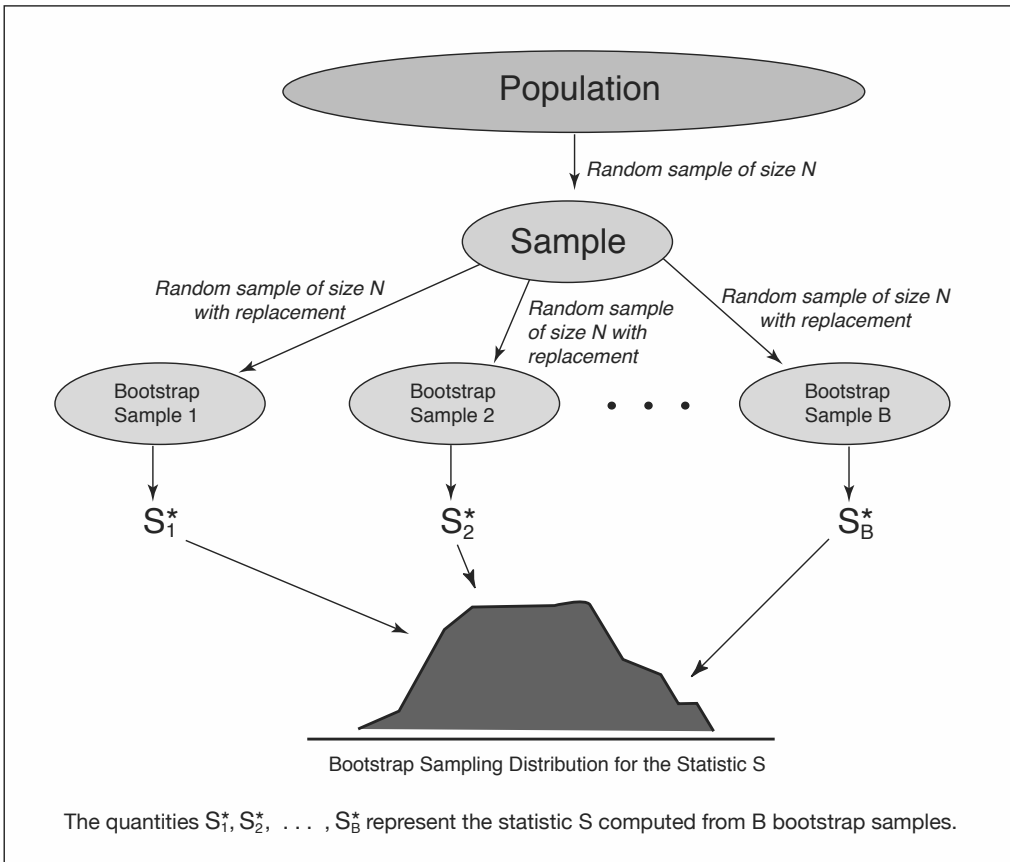 Population
Random sample of size N
Sample
Random sample of size N
with replacement
Random sample
of size N with
replacement
Random sample of size N
with replacement
Bootstrap
Sample 1
Bootstrap
Sample 2
• • •
Bootstrap
Sample B
S₁*
S₂*
S_B*
Bootstrap Sampling Distribution for the Statistic S
The quantities S₁*, S₂*, . . . , S_B* represent the statistic S computed from B bootstrap samples.